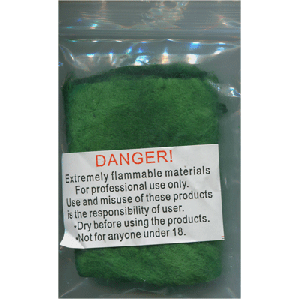 DANGER!
Extremely flammable materials
For professional use only.
Use and misuse of these products
is the responsibility of user.
•Dry before using the products.
•Not for anyone under 18.